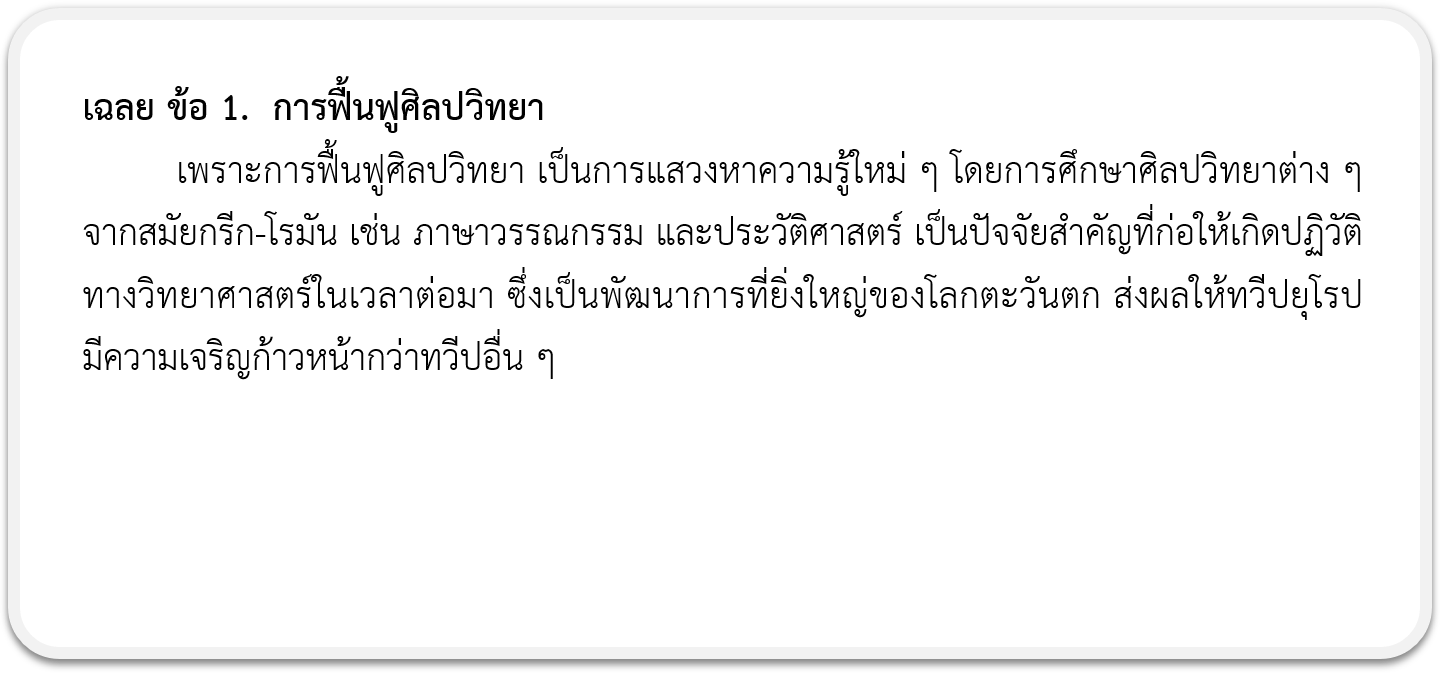 เฉลย ข้อ 1. การฟื้นฟูศิลปวิทยา
เพราะการฟื้นฟูศิลปวิทยา เป็นการแสวงหาความรู้ใหม่ ๆ โดยการศึกษาศิลปวิทยาต่าง ๆ
จากสมัยกรีก-โรมัน เช่น ภาษาวรรณกรรม และประวัติศาสตร์ เป็นปัจจัยสำคัญที่ก่อให้เกิดปฏิวัติ
ทางวิทยาศาสตร์ในเวลาต่อมา ซึ่งเป็นพัฒนาการที่ยิ่งใหญ่ของโลกตะวันตก ส่งผลให้ทวีปยุโรป
มีความเจริญก้าวหน้ากว่าทวีปอื่น ๆ